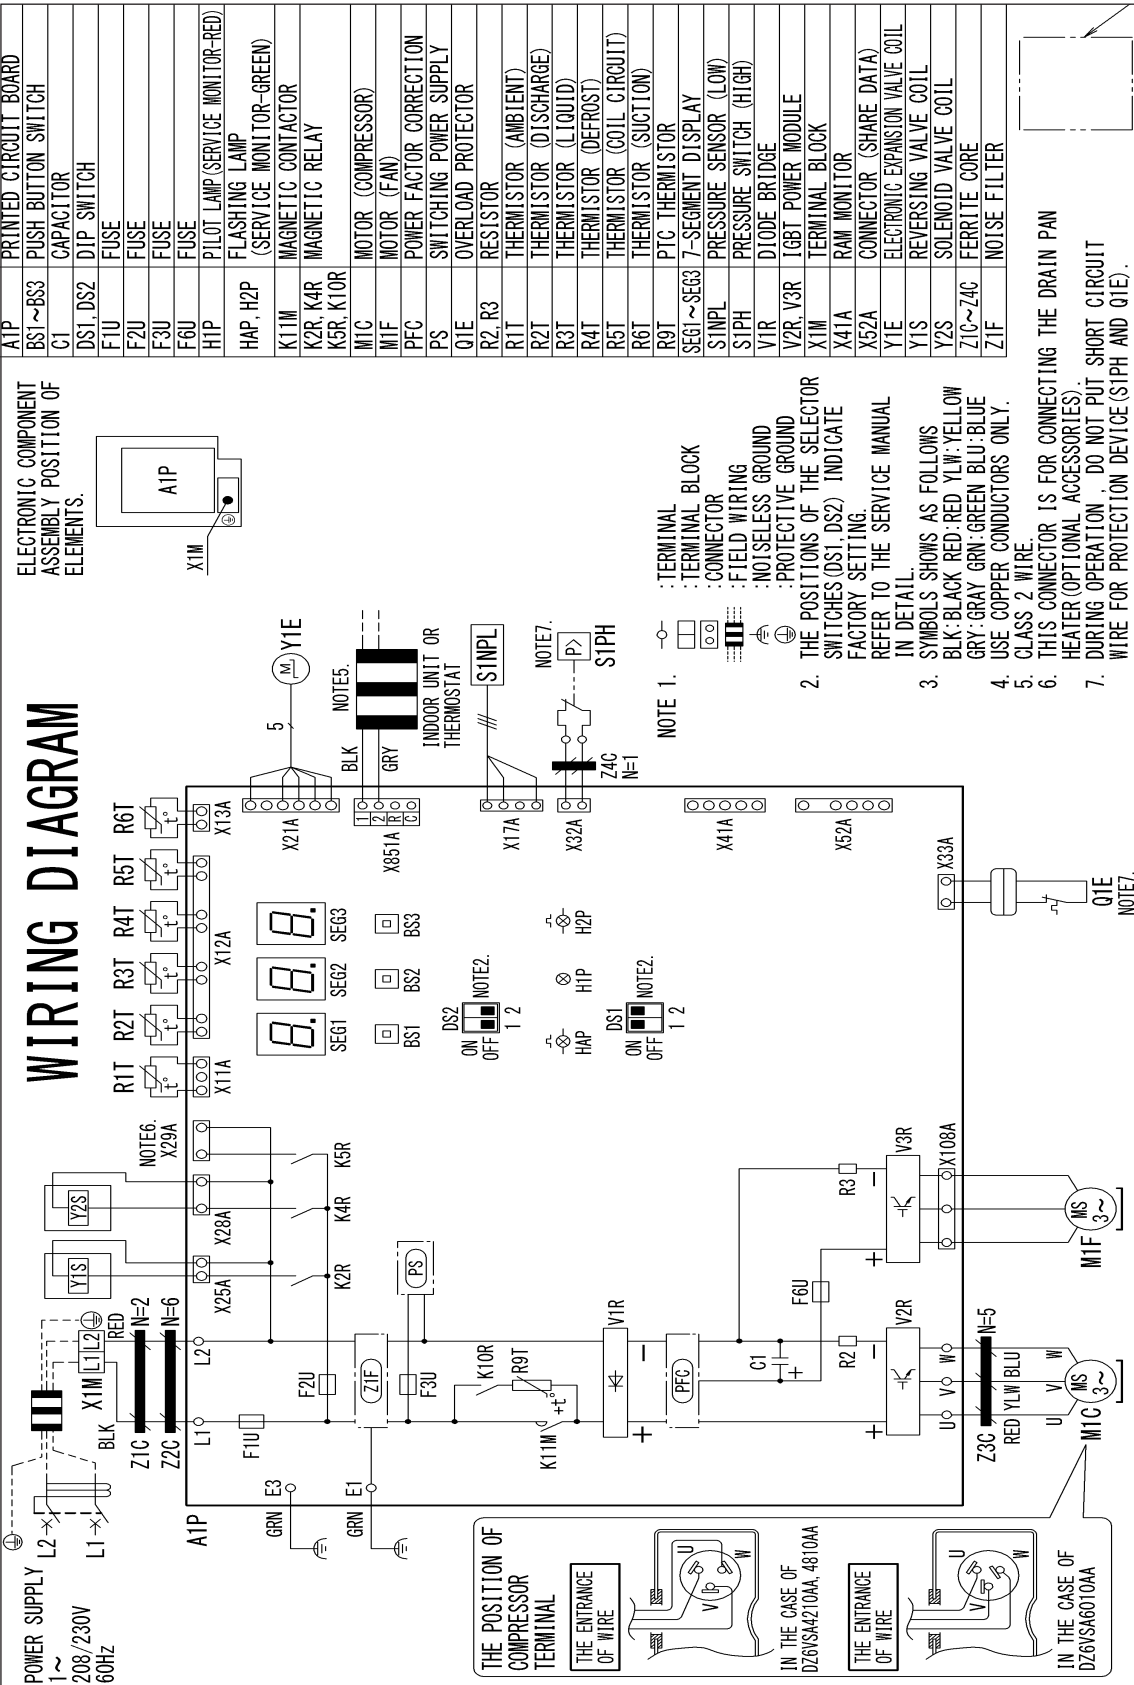 WIRING DIAGRAM
POWER SUPPLY
1~
208/230V
60Hz
L2
L1
X1M
L1 L2
BLK
RED
Z1C
N=2
Z2C
N=6
Y1S
Y2S
L1
L2
X25A
X28A
NOTE6.
X29A
R1T
t°
X11A
R2T
t°
R3T
t°
R4T
t°
R5T
t°
X12A
R6T
t°
X13A
A1P
GRN
E3
GRN
E1
F1U
F2U
Z1F
F3U
PS
K2R
K4R
K5R
K10R
R9T
+t°
K11M
V1R
+
−
PFC
C1
+
R2
R3
F6U
V2R
+
−
V3R
+
−
U V W
X108A
Z3C
N=5
RED YLW BLU
U V W
MS
3~
M1C
MS
3~
M1F
SEG1
SEG2
SEG3
BS1
BS2
BS3
DS2
ON
OFF
1 2
NOTE2.
HAP
H1P
H2P
DS1
ON
OFF
1 2
NOTE2.
X21A
5
M
Y1E
X851A
1
2
R
C
BLK
GRY
NOTE5.
INDOOR UNIT OR
THERMOSTAT
X17A
S1NPL
X32A
Z4C
N=1
NOTE7.
P>
S1PH
X41A
X52A
X33A
Q1E
NOTE7.
THE POSITION OF
COMPRESSOR
TERMINAL
THE ENTRANCE
OF WIRE
U
V
W
IN THE CASE OF
DZ6VSA4210AA, 4810AA
THE ENTRANCE
OF WIRE
U
V
W
IN THE CASE OF
DZ6VSA6010AA
ELECTRONIC COMPONENT
ASSEMBLY POSITION OF
ELEMENTS.
A1P
X1M
NOTE 1.
:TERMINAL
:TERMINAL BLOCK
:CONNECTOR
:FIELD WIRING
:NOISELESS GROUND
:PROTECTIVE GROUND
2. THE POSITIONS OF THE SELECTOR
SWITCHES(DS1, DS2) INDICATE
FACTORY SETTING.
REFER TO THE SERVICE MANUAL
IN DETAIL.
3. SYMBOLS SHOWS AS FOLLOWS
BLK:BLACK RED:RED YLW:YELLOW
GRY:GRAY GRN:GREEN BLU:BLUE
4. USE COPPER CONDUCTORS ONLY.
5. CLASS 2 WIRE.
6. THIS CONNECTOR IS FOR CONNECTING THE DRAIN PAN
HEATER(OPTIONAL ACCESSORIES).
7. DURING OPERATION , DO NOT PUT SHORT CIRCUIT
WIRE FOR PROTECTION DEVICE(S1PH AND Q1E).
A1P PRINTED CIRCUIT BOARD
BS1~BS3 PUSH BUTTON SWITCH
C1 CAPACITOR
DS1, DS2 DIP SWITCH
F1U FUSE
F2U FUSE
F3U FUSE
F6U FUSE
H1P PILOT LAMP(SERVICE MONITOR-RED)
HAP, H2P FLASHING LAMP
(SERVICE MONITOR-GREEN)
K11M MAGNETIC CONTACTOR
K2R, K4R MAGNETIC RELAY
K5R, K10R
M1C MOTOR (COMPRESSOR)
M1F MOTOR (FAN)
PFC POWER FACTOR CORRECTION
PS SWITCHING POWER SUPPLY
Q1E OVERLOAD PROTECTOR
R2, R3 RESISTOR
R1T THERMISTOR (AMBIENT)
R2T THERMISTOR (DISCHARGE)
R3T THERMISTOR (LIQUID)
R4T THERMISTOR (DEFROST)
R5T THERMISTOR (COIL CIRCUIT)
R6T THERMISTOR (SUCTION)
R9T PTC THERMISTOR
SEG1~SEG3 7-SEGMENT DISPLAY
S1NPL PRESSURE SENSOR (LOW)
S1PH PRESSURE SWITCH (HIGH)
V1R DIODE BRIDGE
V2R, V3R IGBT POWER MODULE
X1M TERMINAL BLOCK
X41A RAM MONITOR
X52A CONNECTOR (SHARE DATA)
Y1E ELECTRONIC EXPANSION VALVE COIL
Y1S REVERSING VALVE COIL
Y2S SOLENOID VALVE COIL
Z1C~Z4C FERRITE CORE
Z1F NOISE FILTER